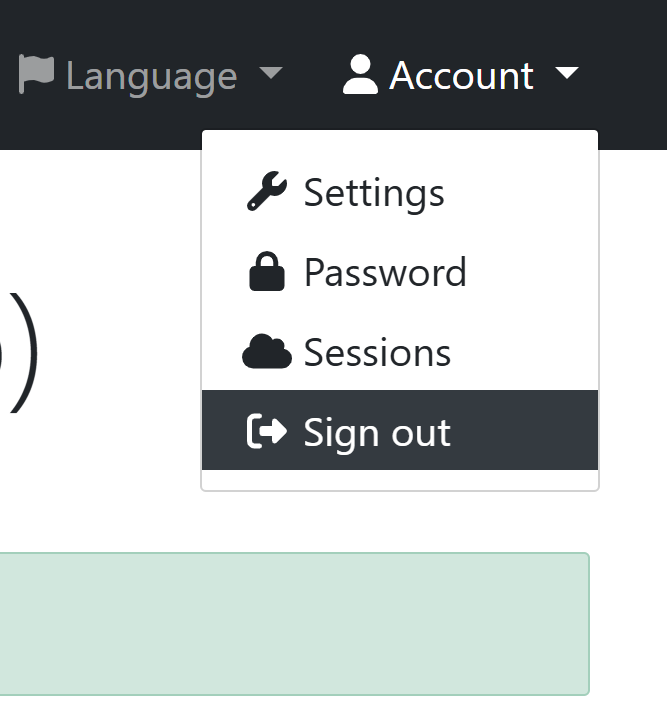 Language Account
Settings
Password
Sessions
Sign out
)